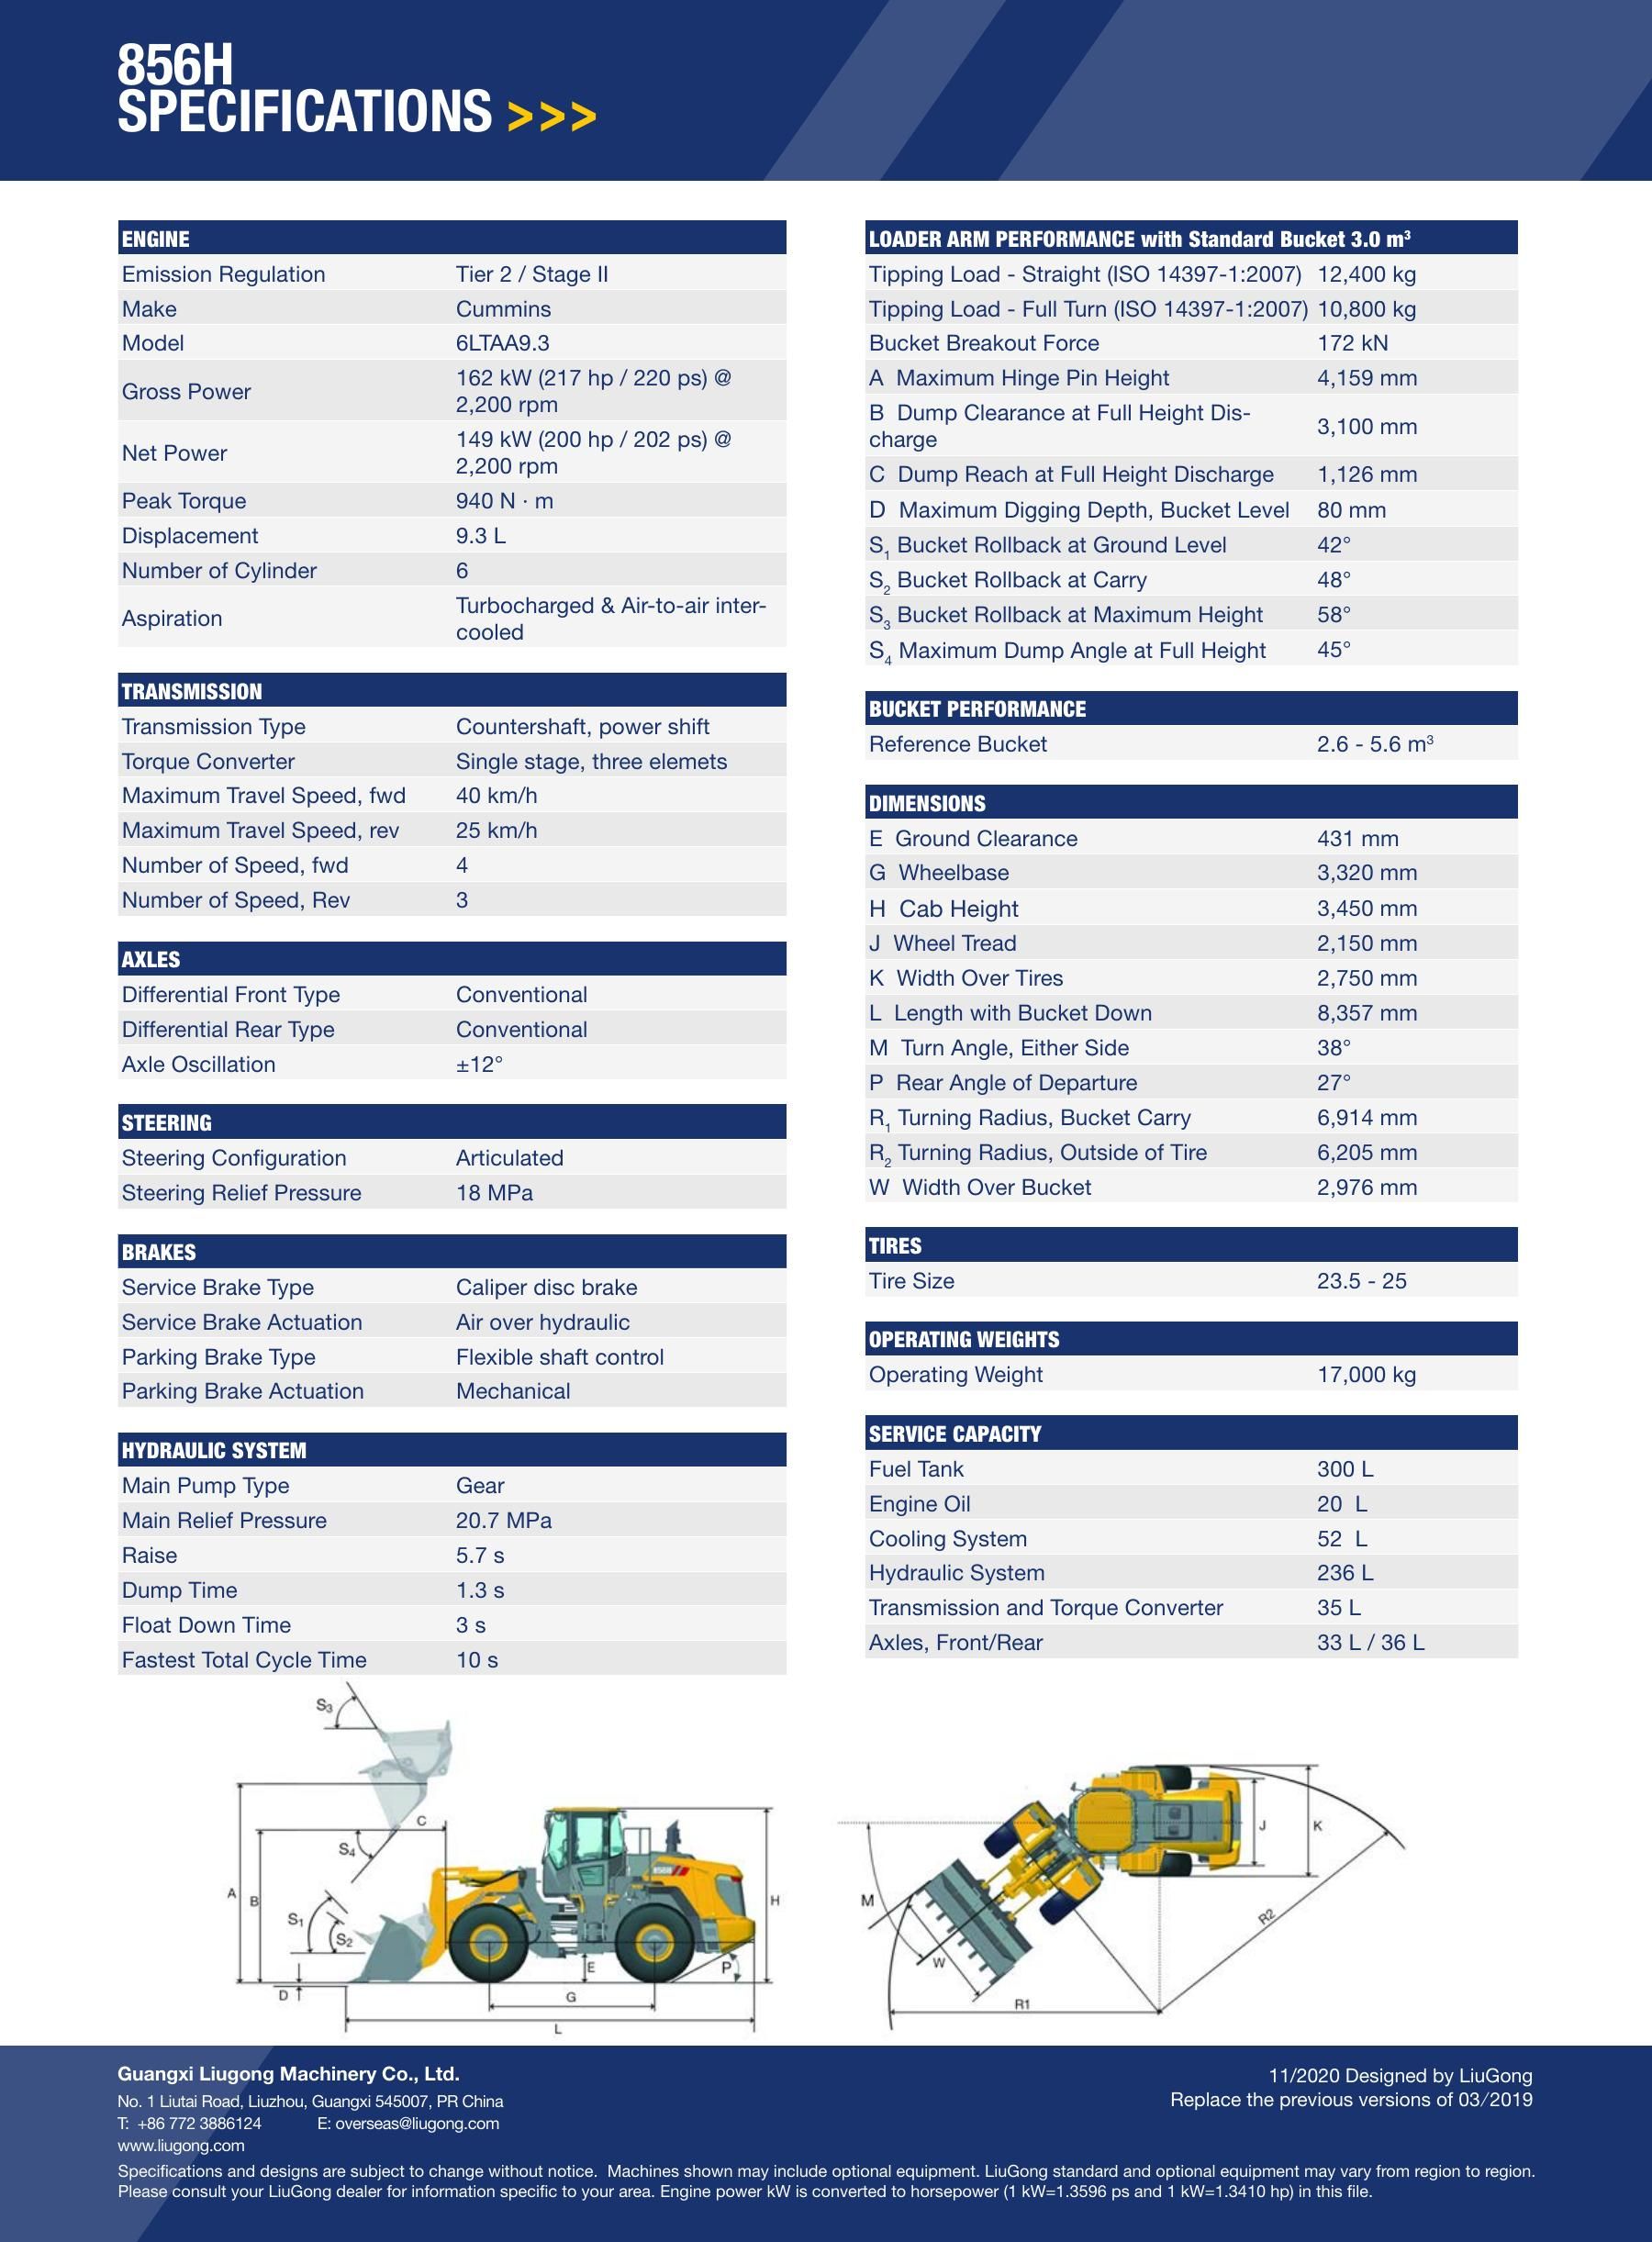 856H
SPECIFICATIONS >>>
ENGINE
Emission Regulation Tier 2 / Stage II
Make Cummins
Model 6LTAA9.3
Gross Power 162 kW (217 hp / 220 ps) @
2,200 rpm
Net Power 149 kW (200 hp / 202 ps) @
2,200 rpm
Peak Torque 940 N · m
Displacement 9.3 L
Number of Cylinder 6
Aspiration Turbocharged & Air-to-air inter-
cooled
TRANSMISSION
Transmission Type Countershaft, power shift
Torque Converter Single stage, three elemets
Maximum Travel Speed, fwd 40 km/h
Maximum Travel Speed, rev 25 km/h
Number of Speed, fwd 4
Number of Speed, Rev 3
AXLES
Differential Front Type Conventional
Differential Rear Type Conventional
Axle Oscillation ±12°
STEERING
Steering Configuration Articulated
Steering Relief Pressure 18 MPa
BRAKES
Service Brake Type Caliper disc brake
Service Brake Actuation Air over hydraulic
Parking Brake Type Flexible shaft control
Parking Brake Actuation Mechanical
HYDRAULIC SYSTEM
Main Pump Type Gear
Main Relief Pressure 20.7 MPa
Raise 5.7 s
Dump Time 1.3 s
Float Down Time 3 s
Fastest Total Cycle Time 10 s
LOADER ARM PERFORMANCE with Standard Bucket 3.0 m³
Tipping Load - Straight (ISO 14397-1:2007) 12,400 kg
Tipping Load - Full Turn (ISO 14397-1:2007) 10,800 kg
Bucket Breakout Force 172 kN
A Maximum Hinge Pin Height 4,159 mm
B Dump Clearance at Full Height Dis-
charge 3,100 mm
C Dump Reach at Full Height Discharge 1,126 mm
D Maximum Digging Depth, Bucket Level 80 mm
S₁ Bucket Rollback at Ground Level 42°
S₂ Bucket Rollback at Carry 48°
S₃ Bucket Rollback at Maximum Height 58°
S₄ Maximum Dump Angle at Full Height 45°
BUCKET PERFORMANCE
Reference Bucket 2.6 - 5.6 m³
DIMENSIONS
E Ground Clearance 431 mm
G Wheelbase 3,320 mm
H Cab Height 3,450 mm
J Wheel Tread 2,150 mm
K Width Over Tires 2,750 mm
L Length with Bucket Down 8,357 mm
M Turn Angle, Either Side 38°
P Rear Angle of Departure 27°
R₁ Turning Radius, Bucket Carry 6,914 mm
R₂ Turning Radius, Outside of Tire 6,205 mm
W Width Over Bucket 2,976 mm
TIRES
Tire Size 23.5 - 25
OPERATING WEIGHTS
Operating Weight 17,000 kg
SERVICE CAPACITY
Fuel Tank 300 L
Engine Oil 20 L
Cooling System 52 L
Hydraulic System 236 L
Transmission and Torque Converter 35 L
Axles, Front/Rear 33 L / 36 L
S3
C
S4
A
B
H
S1
S2
E
P
D
G
L
J
K
M
R2
W
R1
Guangxi Liugong Machinery Co., Ltd.
No. 1 Liutai Road, Liuzhou, Guangxi 545007, PR China
T: +86 772 3886124 E: overseas@liugong.com
www.liugong.com
11/2020 Designed by LiuGong
Replace the previous versions of 03/2019
Specifications and designs are subject to change without notice. Machines shown may include optional equipment. LiuGong standard and optional equipment may vary from region to region.
Please consult your LiuGong dealer for information specific to your area. Engine power kW is converted to horsepower (1 kW=1.3596 ps and 1 kW=1.3410 hp) in this file.